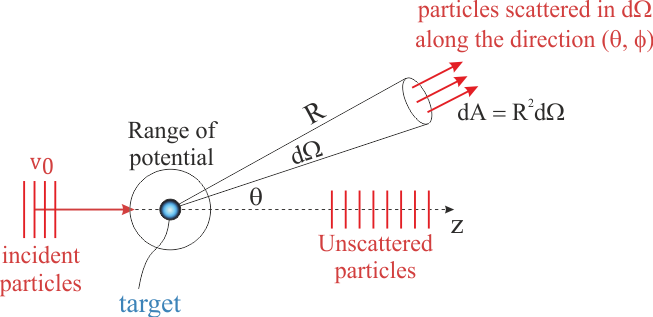 particles scattered in dΩ
along the direction (θ, ϕ)
R
dA = R²dΩ
Range of
potential
dΩ
v₀
θ
z
incident
particles
Unscattered
particles
target